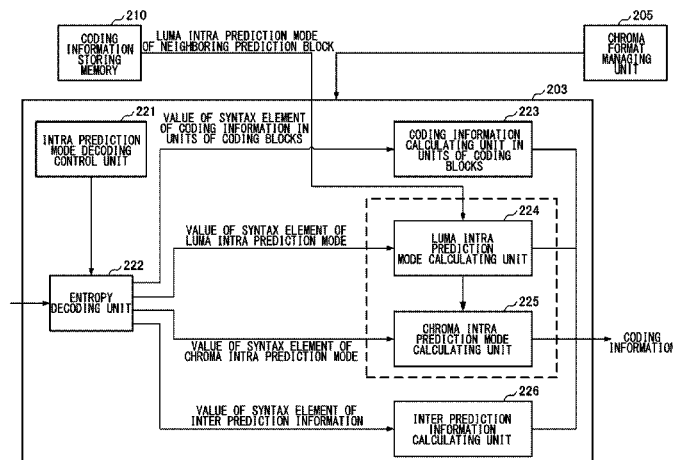 210
CODING
INFORMATION
STORING
MEMORY
LUMA INTRA PREDICTION MODE
OF NEIGHBORING PREDICTION BLOCK
205
CHROMA
FORMAT
MANAGING
UNIT
203
221
INTRA PREDICTION
MODE DECODING
CONTROL UNIT
VALUE OF SYNTAX ELEMENT
OF CODING INFORMATION IN
UNITS OF CODING BLOCKS
223
CODING INFORMATION
CALCULATING UNIT IN
UNITS OF CODING
BLOCKS
VALUE OF SYNTAX ELEMENT OF
LUMA INTRA PREDICTION MODE
224
LUMA INTRA
PREDICTION
MODE CALCULATING UNIT
222
ENTROPY
DECODING UNIT
VALUE OF SYNTAX ELEMENT OF
CHROMA INTRA PREDICTION MODE
225
CHROMA INTRA
PREDICTION MODE
CALCULATING UNIT
CODING
INFORMATION
VALUE OF SYNTAX ELEMENT OF
INTER PREDICTION INFORMATION
226
INTER PREDICTION
INFORMATION
CALCULATING UNIT